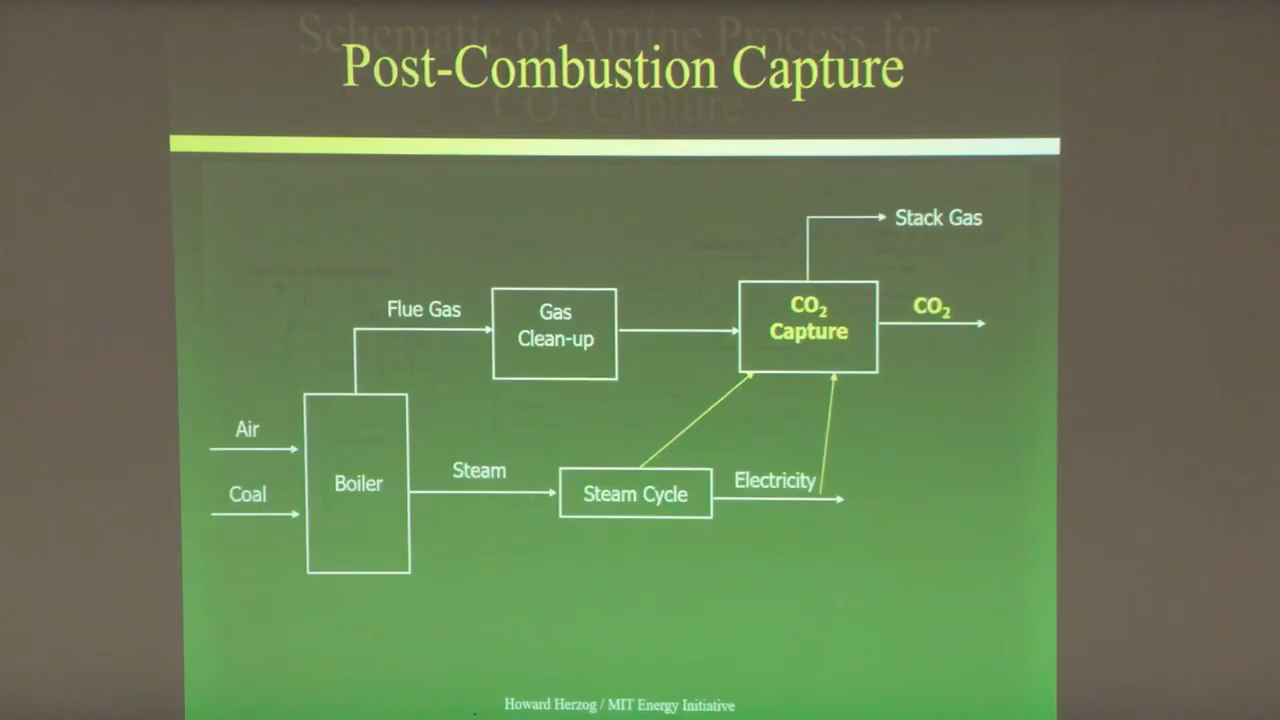 Schematic of Amine Process for
CO₂ Capture
Post-Combustion Capture
Stack Gas
Flue Gas
Gas
Clean-up
CO₂
Capture
CO₂
Air
Coal
Boiler
Steam
Steam Cycle
Electricity
Howard Herzog / MIT Energy Initiative